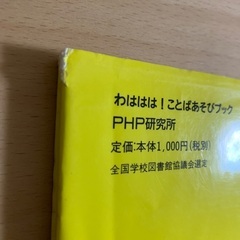 わははは!ことばあそびブック
PHP研究所
定価:本体1,000円(税別)
全国学校図書館協議会選定